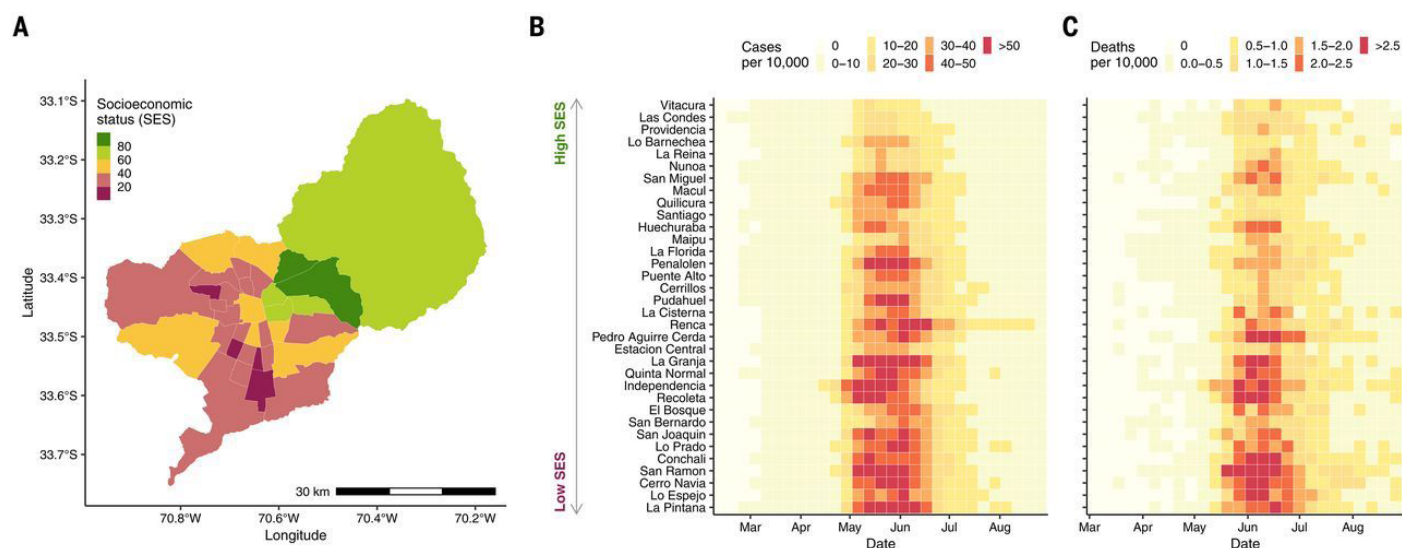 A
Socioeconomic
status (SES)
80
60
40
20
33.1°S
33.2°S
33.3°S
33.4°S
33.5°S
33.6°S
33.7°S
Latitude
30 km
70.8°W
70.6°W
70.4°W
70.2°W
Longitude
B
High SES
Low SES
Cases
per 10,000
0
0–10
10–20
20–30
30–40
40–50
>50
Vitacura
Las Condes
Providencia
Lo Barnechea
La Reina
Nunoa
San Miguel
Macul
Quilicura
Santiago
Huechuraba
Maipu
La Florida
Penalolen
Puente Alto
Cerrillos
Pudahuel
La Cisterna
Renca
Pedro Aguirre Cerda
Estacion Central
La Granja
Quinta Normal
Independencia
Recoleta
El Bosque
San Bernardo
San Joaquin
Lo Prado
Conchali
San Ramon
Cerro Navia
Lo Espejo
La Pintana
Mar
Apr
May
Jun
Jul
Aug
Date
C
Deaths
per 10,000
0
0.0–0.5
0.5–1.0
1.0–1.5
1.5–2.0
2.0–2.5
>2.5
Mar
Apr
May
Jun
Jul
Aug
Date